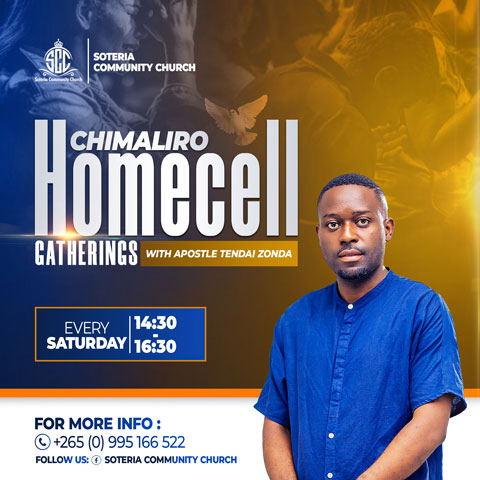 SCC
Soteria Community Church
SOTERIA
COMMUNITY CHURCH
CHIMALIRO
Homecell
GATHERINGS
WITH APOSTLE TENDAI ZONDA
EVERY
SATURDAY
14:30
-
16:30
FOR MORE INFO :
+265 (0) 995 166 522
FOLLOW US: f SOTERIA COMMUNITY CHURCH